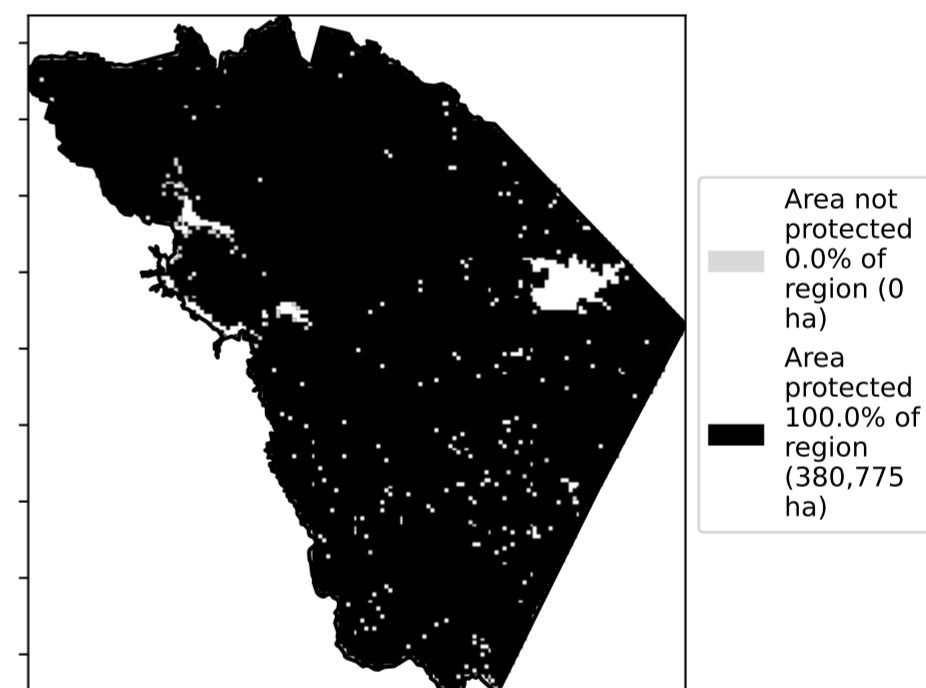 Area not
protected
0.0% of
region (0
ha)
Area
protected
100.0% of
region
(380,775
ha)